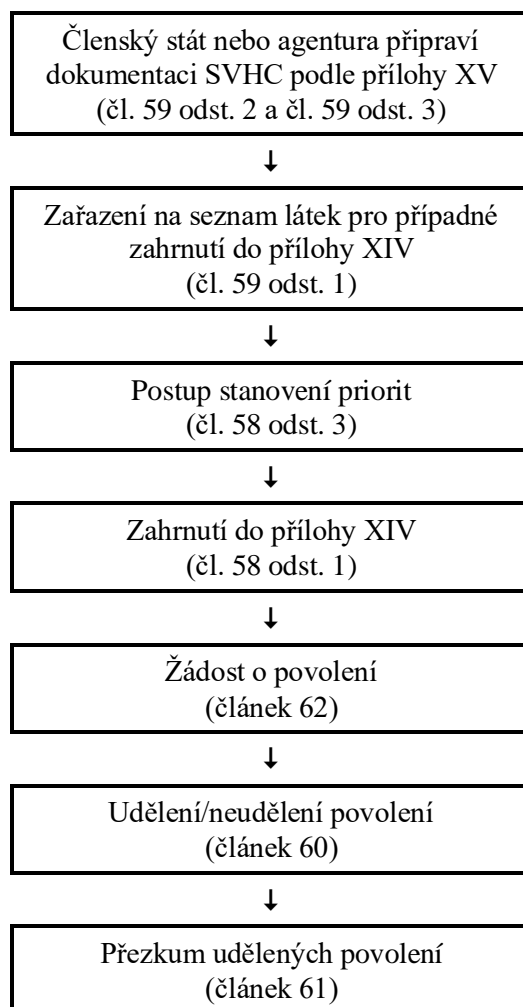 Členský stát nebo agentura připraví
dokumentaci SVHC podle přílohy XV
(čl. 59 odst. 2 a čl. 59 odst. 3)
↓
Zařazení na seznam látek pro případné
zahrnutí do přílohy XIV
(čl. 59 odst. 1)
↓
Postup stanovení priorit
(čl. 58 odst. 3)
↓
Zahrnutí do přílohy XIV
(čl. 58 odst. 1)
↓
Žádost o povolení
(článek 62)
↓
Udělení/neudělení povolení
(článek 60)
↓
Přezkum udělených povolení
(článek 61)